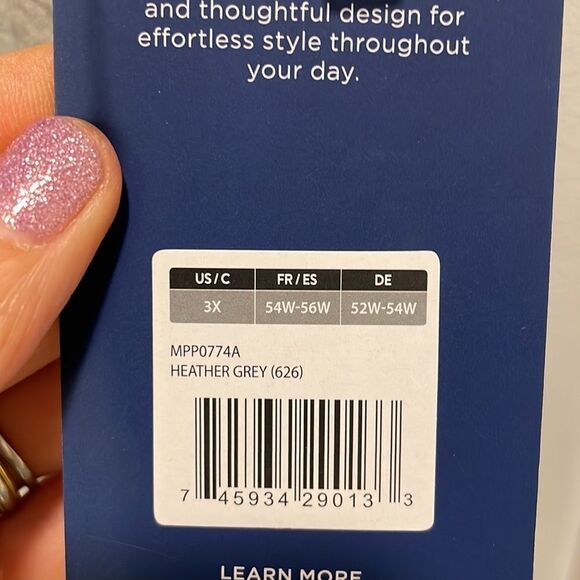 and thoughtful design for
effortless style throughout
your day.
US / C FR / ES DE
3X 54W-56W 52W-54W
MPP0774A
HEATHER GREY (626)
7 45934 29013 3
LEARN MORE